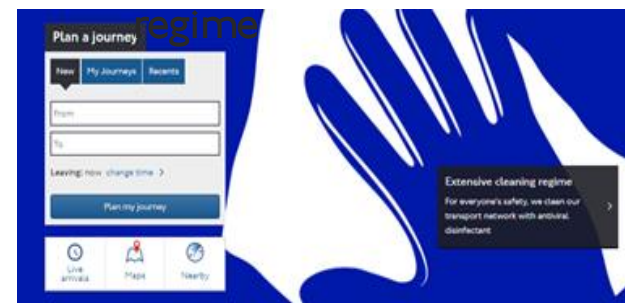 regime
Plan a journey
New My Journeys Recents
From
To
Leaving: now change time >
Plan my journey
Live arrivals
Maps
Nearby
Extensive cleaning regime
For everyone's safety, we clean our
transport network with antiviral
disinfectant